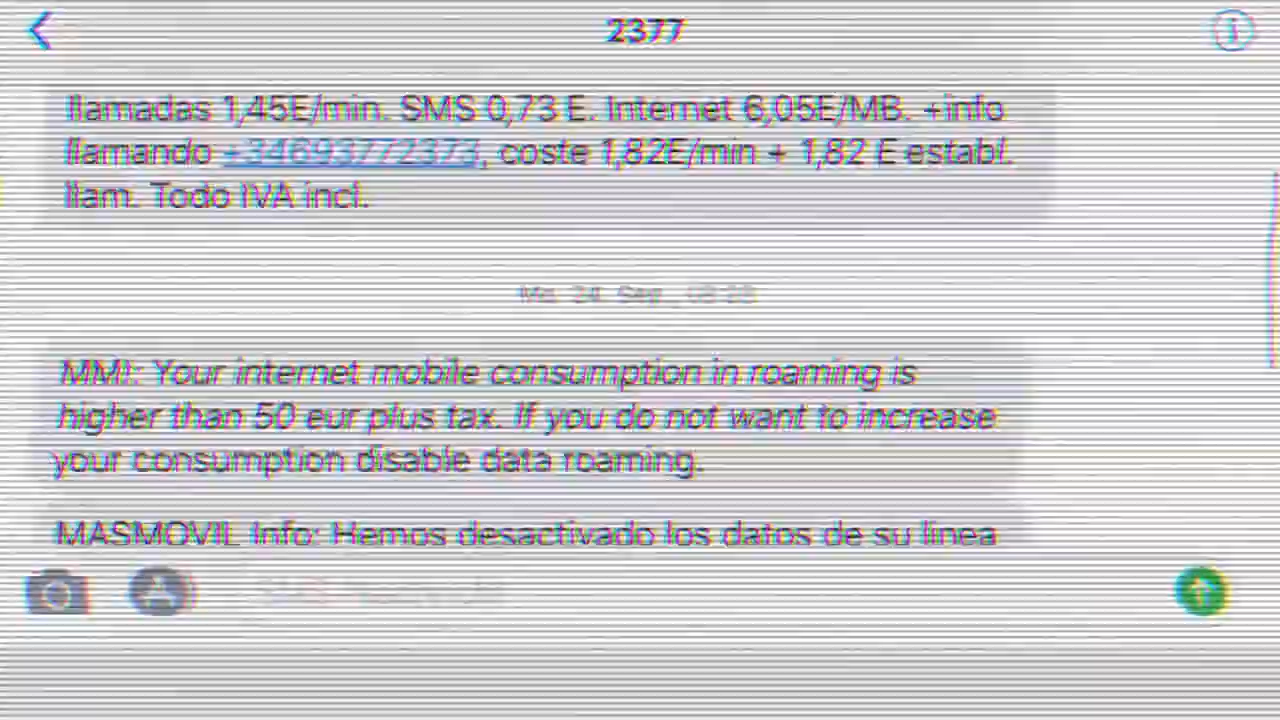 2377
llamadas 1,45E/min. SMS 0,73 E. Internet 6,05E/MB. +info
llamando +34693772373, coste 1,82E/min + 1,82 E establ.
llam. Todo IVA incl.
24. Sep.,
MM!: Your internet mobile consumption in roaming is
higher than 50 eur plus tax. If you do not want to increase
your consumption disable data roaming.
MASMOVIL Info: Hemos desactivado los datos de su linea